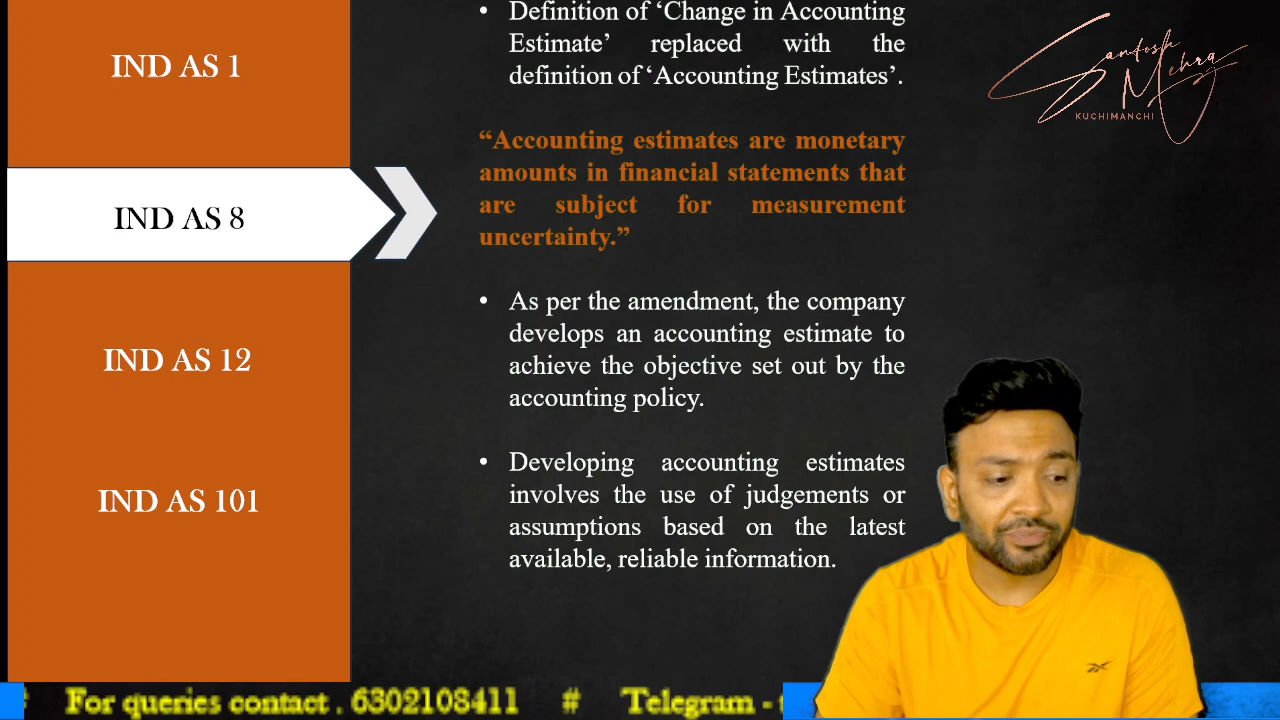 IND AS 1
IND AS 8
IND AS 12
IND AS 101
• Definition of ‘Change in Accounting
Estimate’ replaced with the
definition of ‘Accounting Estimates’.
“Accounting estimates are monetary
amounts in financial statements that
are subject for measurement
uncertainty.”
• As per the amendment, the company
develops an accounting estimate to
achieve the objective set out by the
accounting policy.
• Developing accounting estimates
involves the use of judgements or
assumptions based on the latest
available, reliable information.
Santosh
Mehra
KUCHIMANCHI
# For queries contact . 6302108411 # Telegram -